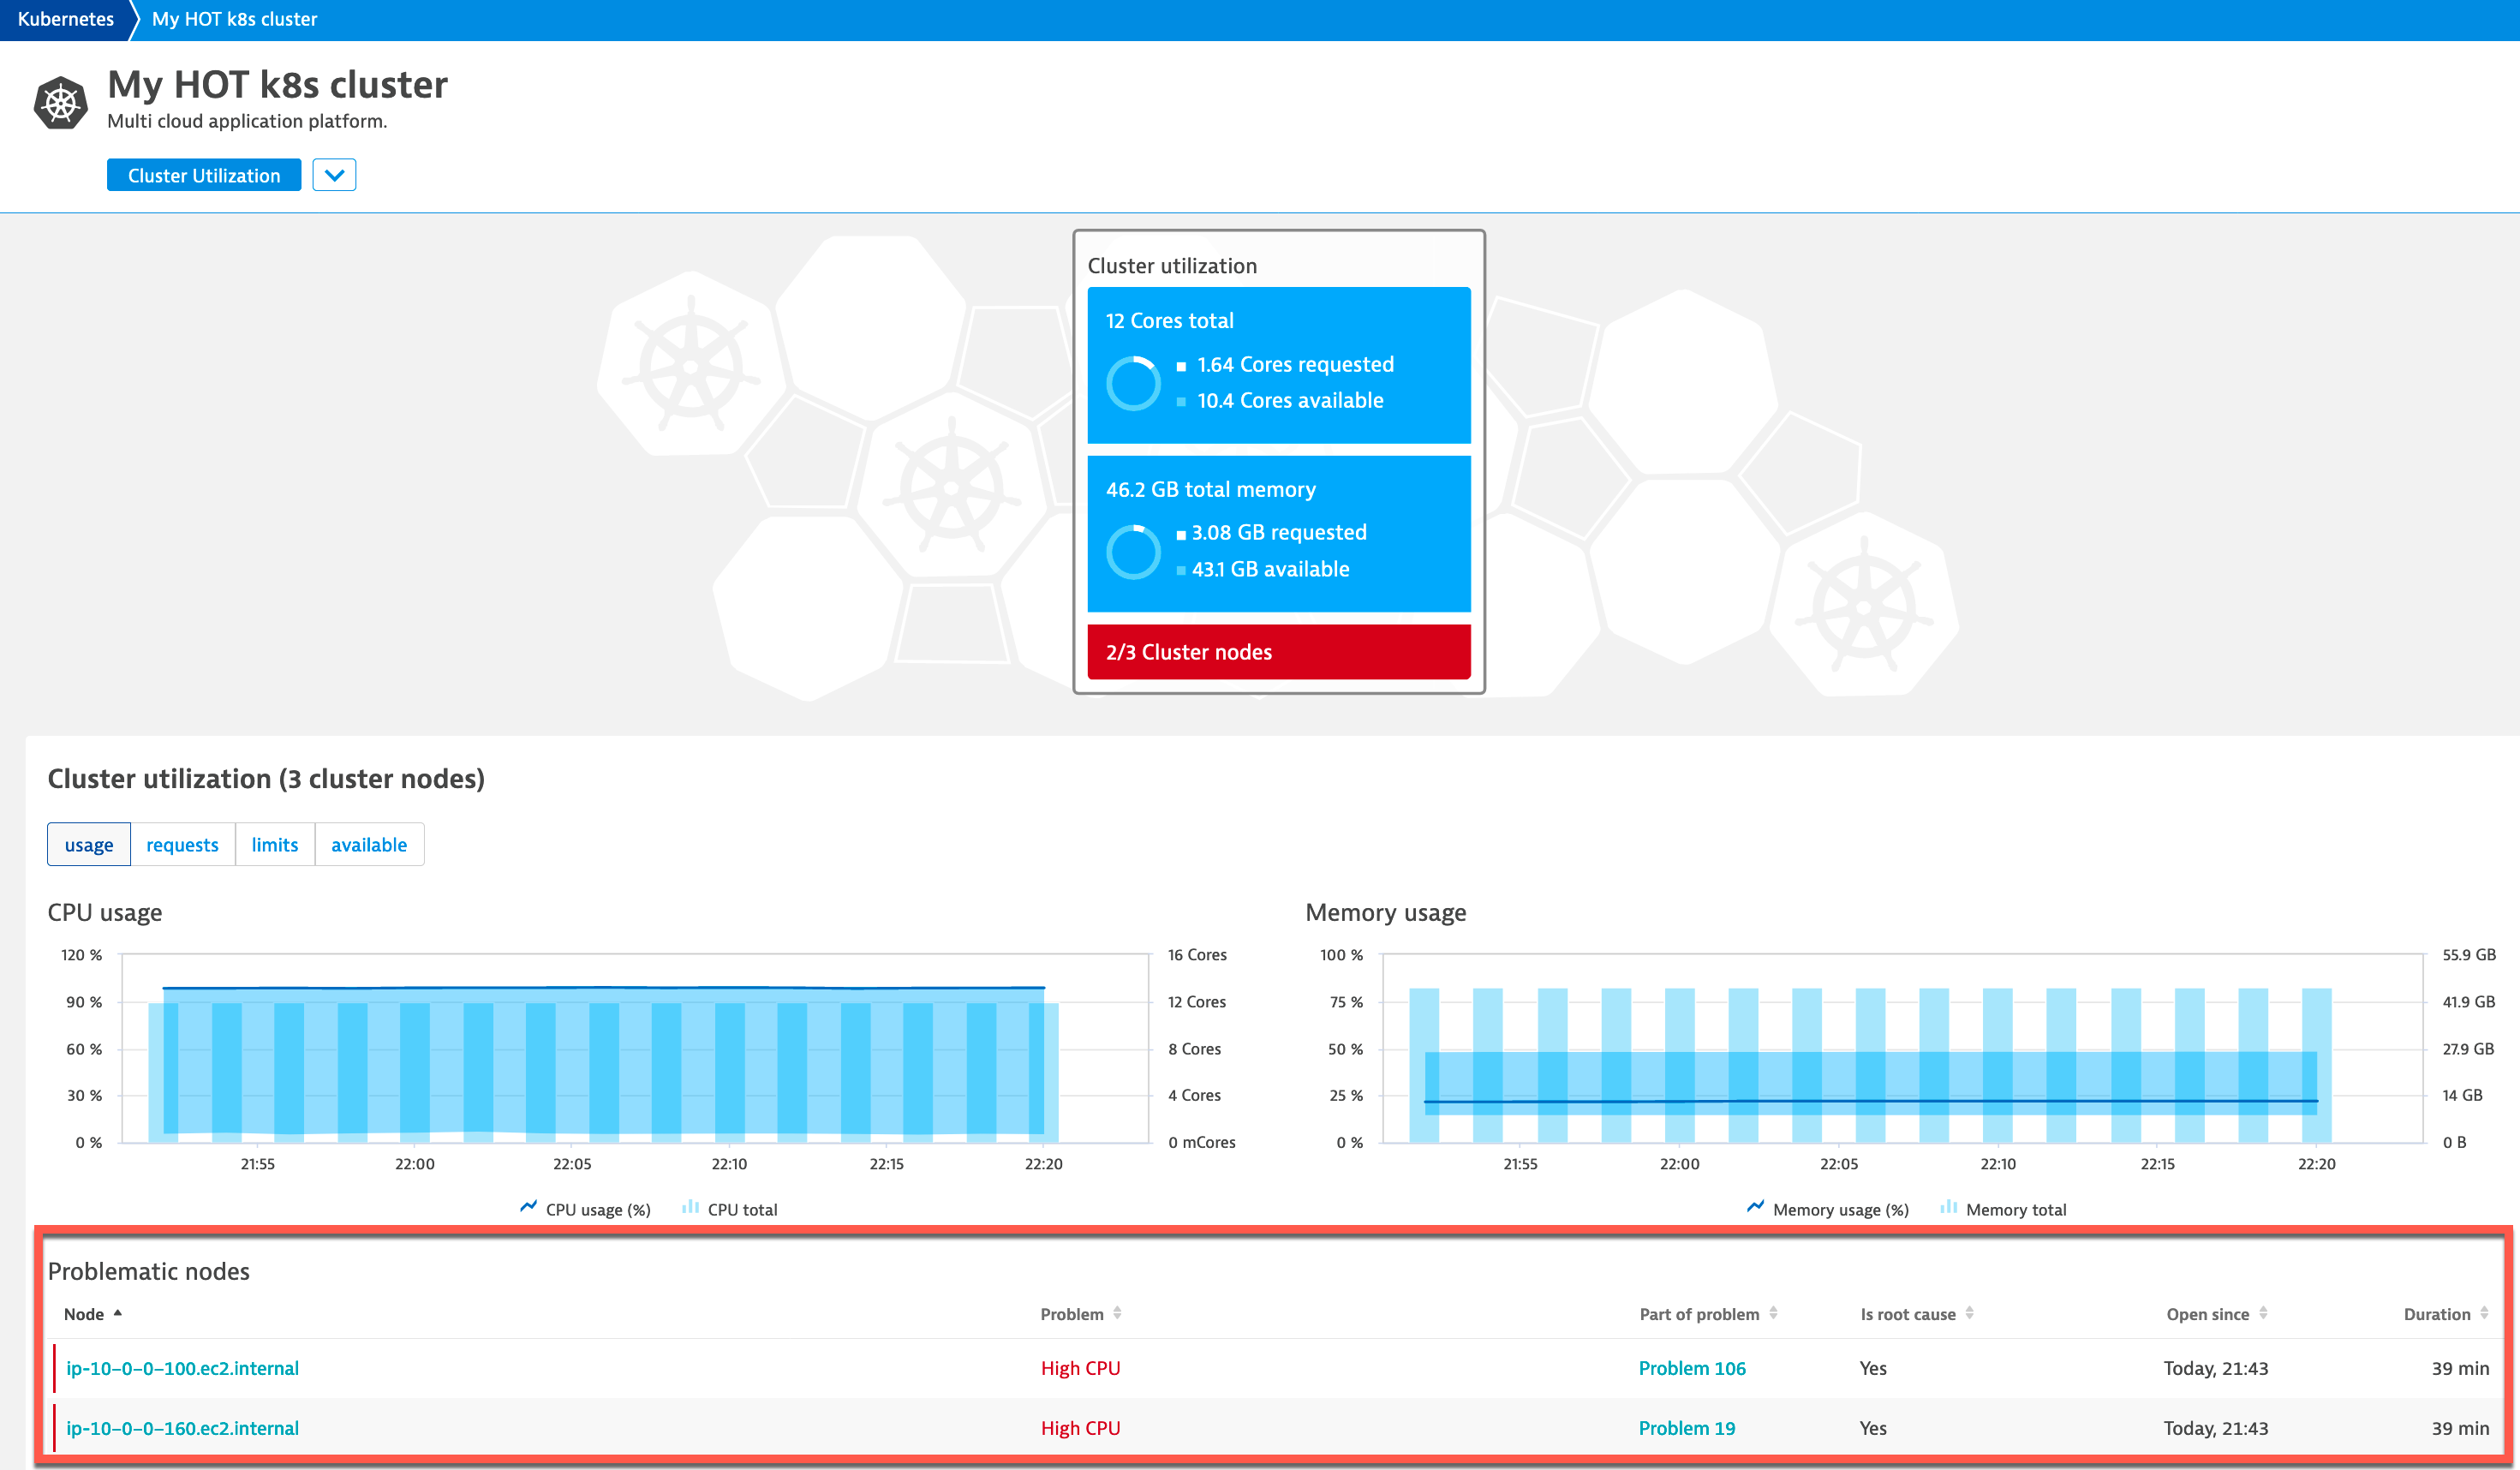 Kubernetes My HOT k8s cluster
My HOT k8s cluster
Multi cloud application platform.
Cluster Utilization
Cluster utilization
12 Cores total
1.64 Cores requested
10.4 Cores available
46.2 GB total memory
3.08 GB requested
43.1 GB available
2/3 Cluster nodes
Cluster utilization (3 cluster nodes)
usage requests limits available
CPU usage
120 %
90 %
60 %
30 %
0 %
16 Cores
12 Cores
8 Cores
4 Cores
0 mCores
21:55 22:00 22:05 22:10 22:15 22:20
CPU usage (%) CPU total
Memory usage
100 %
75 %
50 %
25 %
0 %
55.9 GB
41.9 GB
27.9 GB
14 GB
0 B
21:55 22:00 22:05 22:10 22:15 22:20
Memory usage (%) Memory total
Problematic nodes
Node Problem Part of problem Is root cause Open since Duration
ip-10-0-0-100.ec2.internal High CPU Problem 106 Yes Today, 21:43 39 min
ip-10-0-0-160.ec2.internal High CPU Problem 19 Yes Today, 21:43 39 min